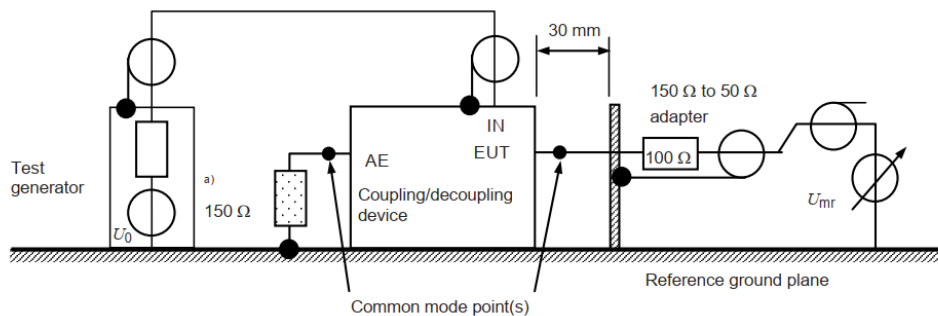 30 mm
150 Ω to 50 Ω
adapter
IN
EUT
100 Ω
AE
Test
generator
a)
150 Ω
Coupling/decoupling
device
U0
Umr
Reference ground plane
Common mode point(s)